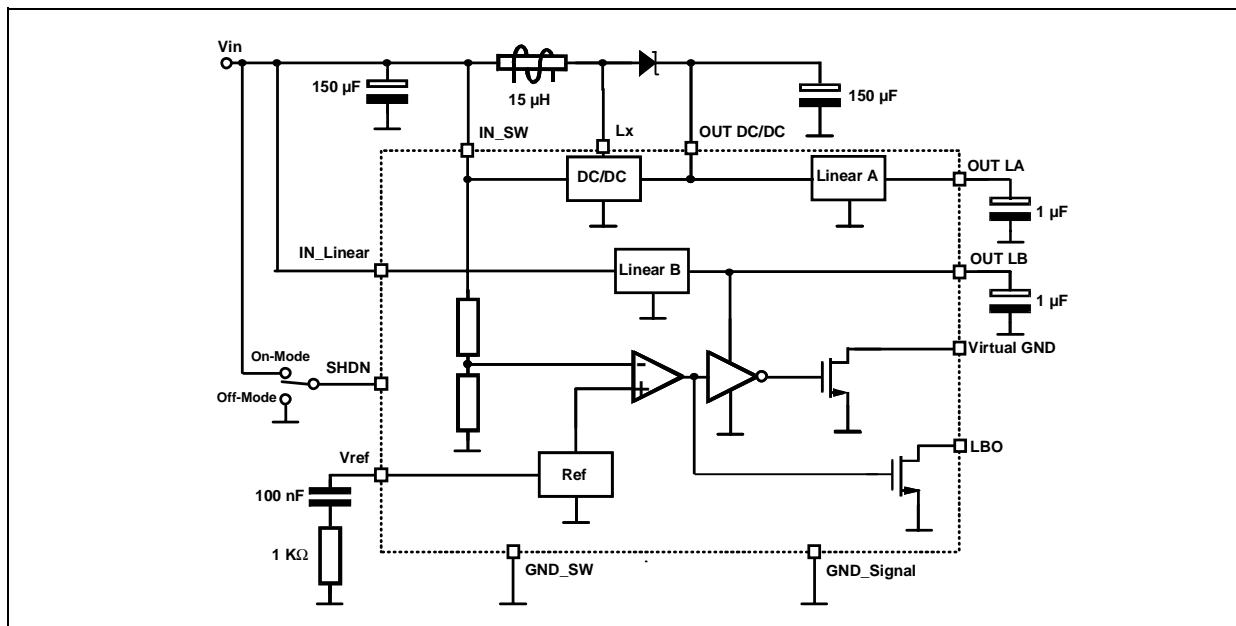 Vin
150 µF
15 µH
150 µF
IN_SW
Lx
OUT DC/DC
DC/DC
Linear A
OUT LA
1 µF
IN_Linear
Linear B
OUT LB
1 µF
Virtual GND
On-Mode
SHDN
Off-Mode
-
+
LBO
Vref
Ref
100 nF
1 KΩ
GND_SW
GND_Signal